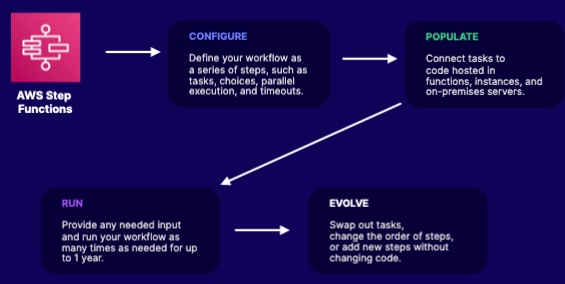 AWS Step
Functions
CONFIGURE
Define your workflow as
a series of steps, such as
tasks, choices, parallel
execution, and timeouts.
POPULATE
Connect tasks to
code hosted in
functions, instances, and
on-premises servers.
RUN
Provide any needed input
and run your workflow as
many times as needed for up
to 1 year.
EVOLVE
Swap out tasks,
change the order of steps,
or add new steps without
changing code.